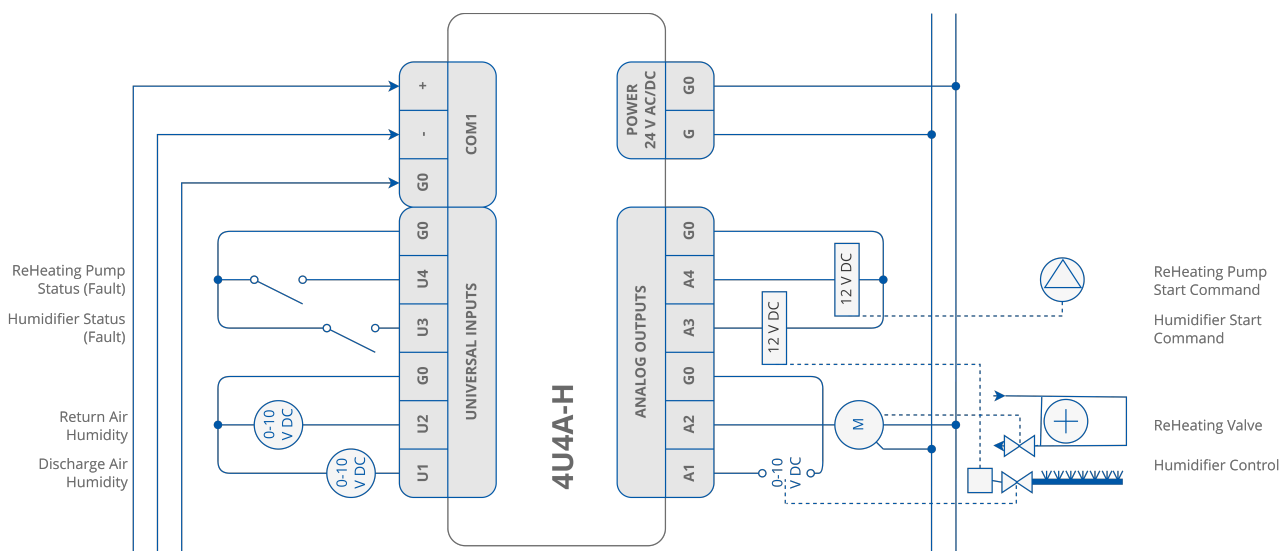 +
-
G0
COM1
G0
U4
U3
G0
U2
U1
UNIVERSAL INPUTS
ReHeating Pump
Status (Fault)
Humidifier Status
(Fault)
Return Air
Humidity
Discharge Air
Humidity
0-10
V DC
0-10
V DC
4U4A-H
POWER
24 V AC/DC
G0
G
ANALOG OUTPUTS
G0
A4
A3
G0
A2
A1
12 V DC
12 V DC
M
0-10
V DC
ReHeating Pump
Start Command
Humidifier Start
Command
ReHeating Valve
Humidifier Control